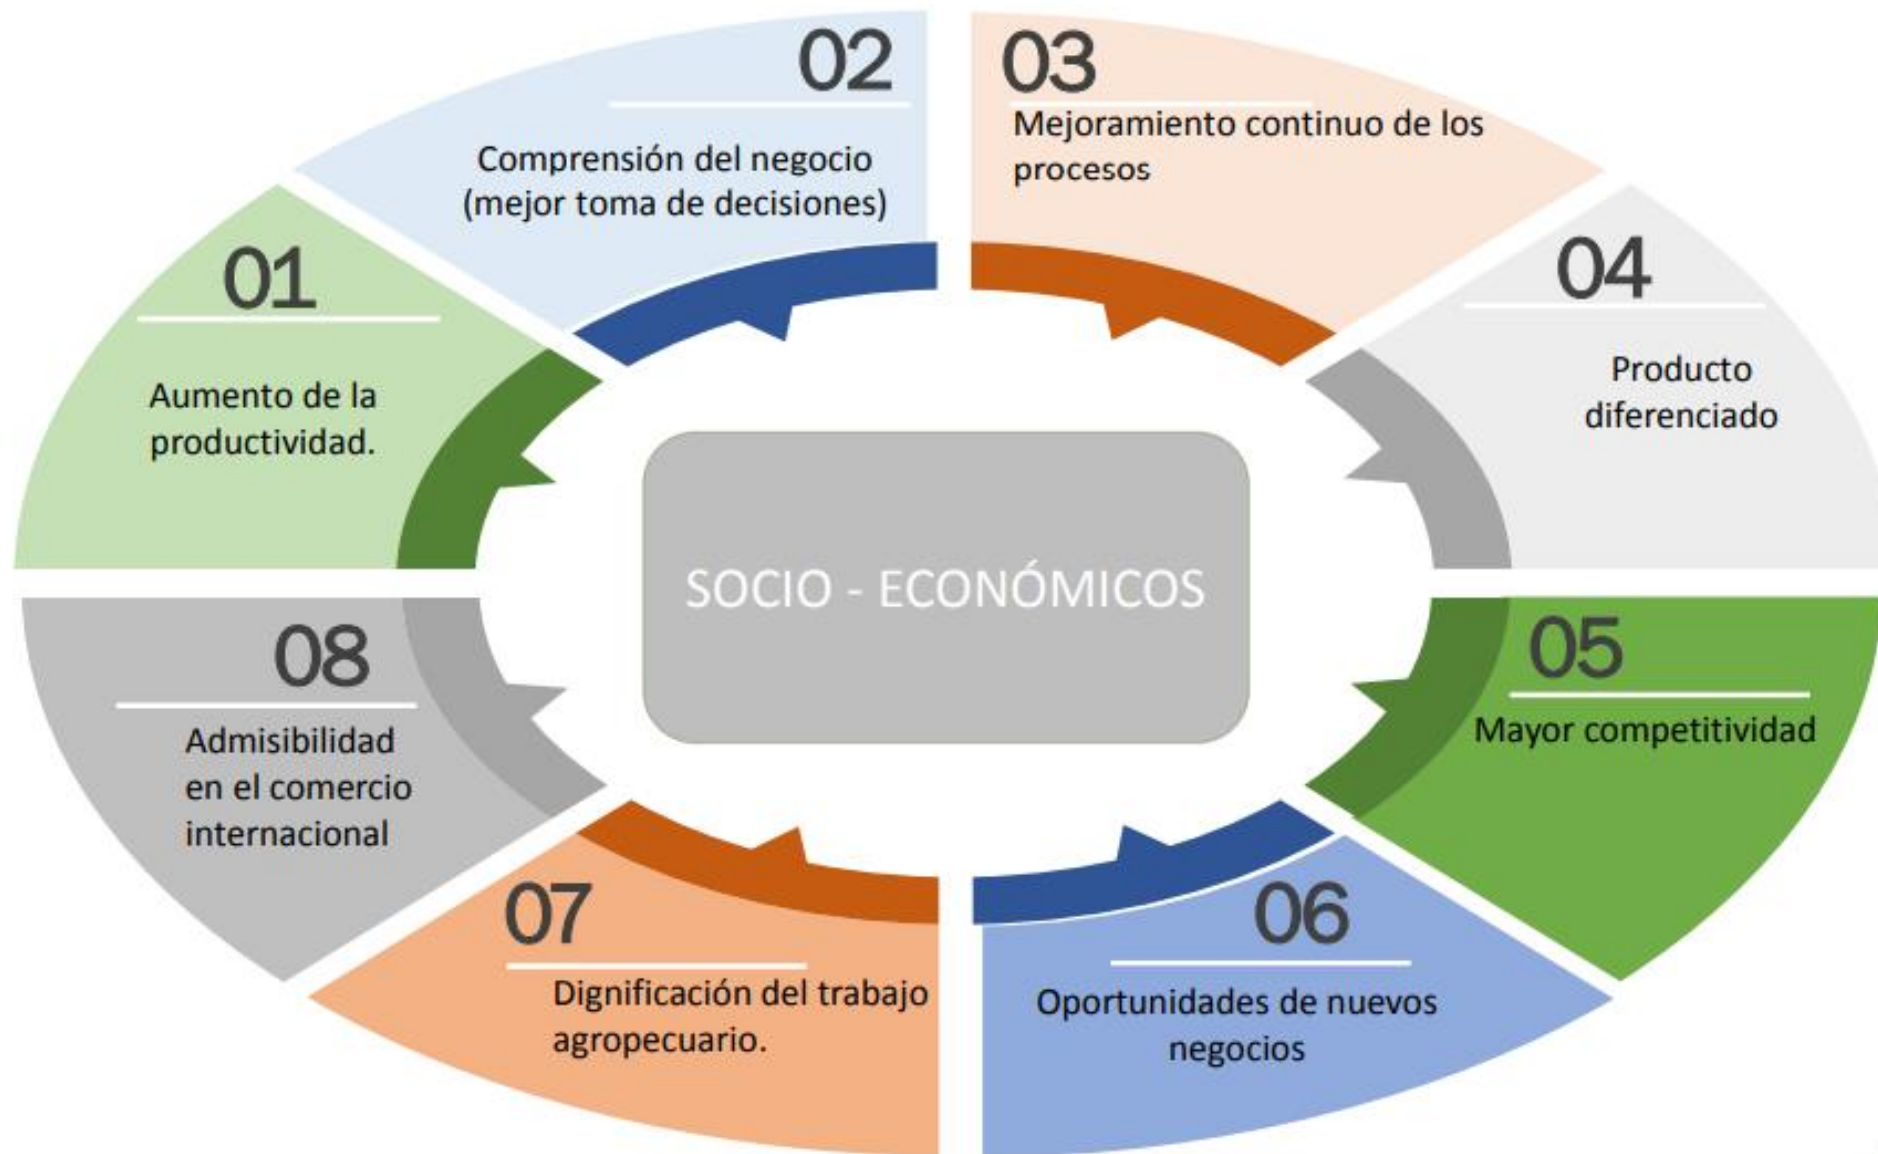 01
Aumento de la
productividad.
02
Comprensión del negocio
(mejor toma de decisiones)
03
Mejoramiento continuo de los
procesos
04
Producto
diferenciado
05
Mayor competitividad
06
Oportunidades de nuevos
negocios
07
Dignificación del trabajo
agropecuario.
08
Admisibilidad
en el comercio
internacional
SOCIO - ECONÓMICOS